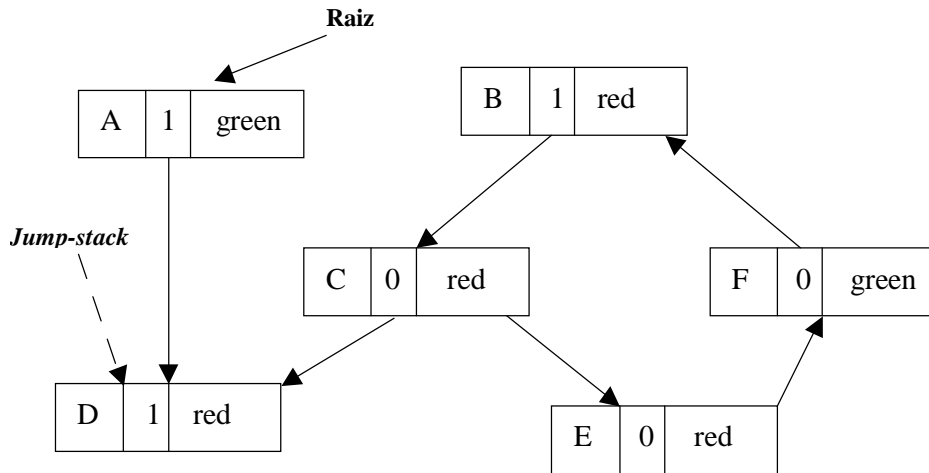 Raiz
B 1 red
A 1 green
Jump-stack
C 0 red
F 0 green
D 1 red
E 0 red